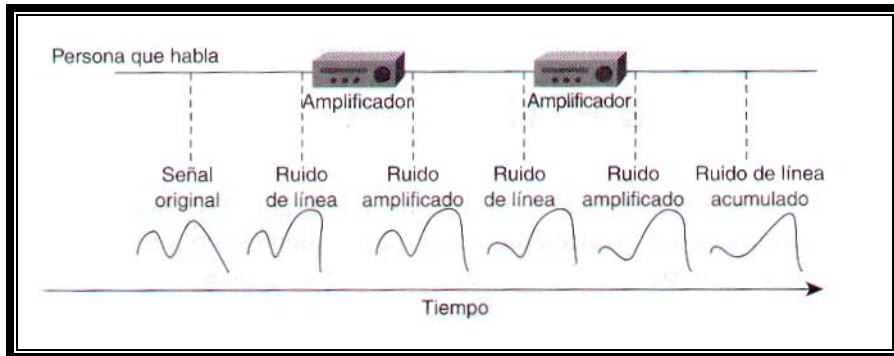 Persona que habla
Amplificador
Amplificador
Señal
original
Ruido
de línea
Ruido
amplificado
Ruido
de línea
Ruido
amplificado
Ruido de línea
acumulado
Tiempo